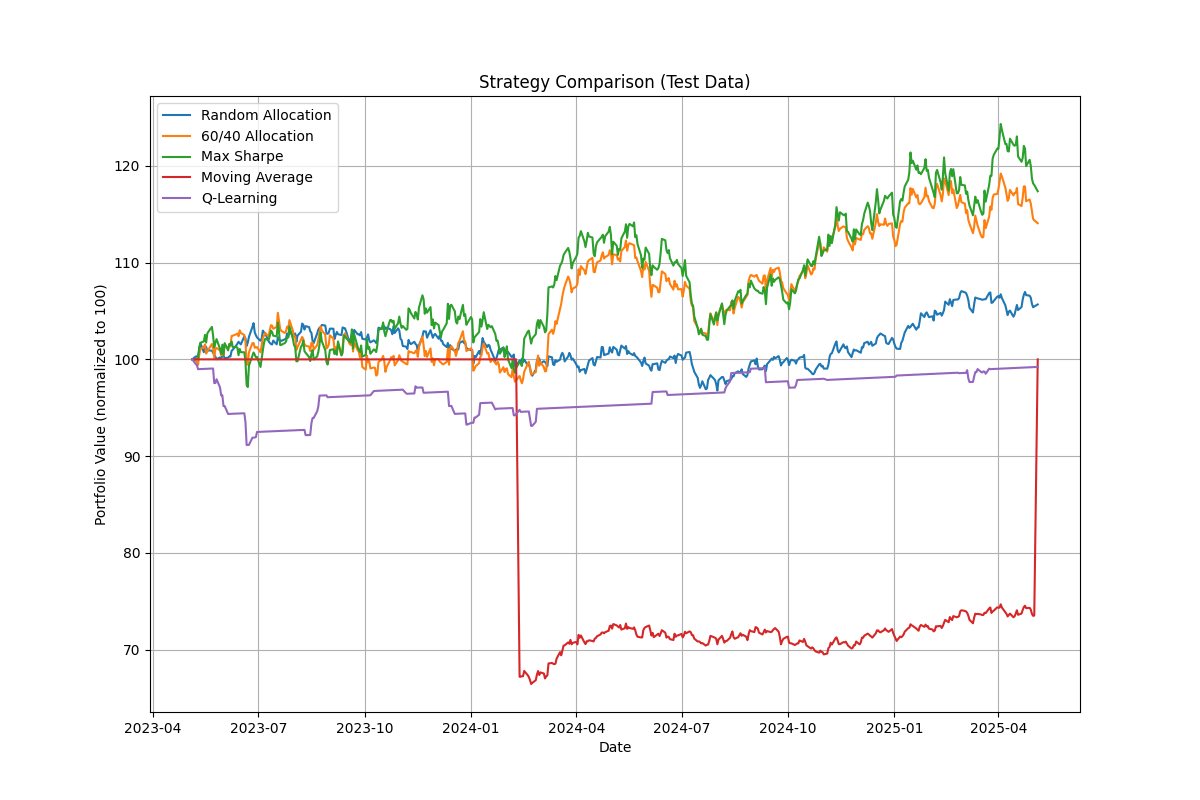 Strategy Comparison (Test Data)
Random Allocation
60/40 Allocation
Max Sharpe
Moving Average
Q-Learning
Portfolio Value (normalized to 100)
120
110
100
90
80
70
2023-04 2023-07 2023-10 2024-01 2024-04 2024-07 2024-10 2025-01 2025-04
Date